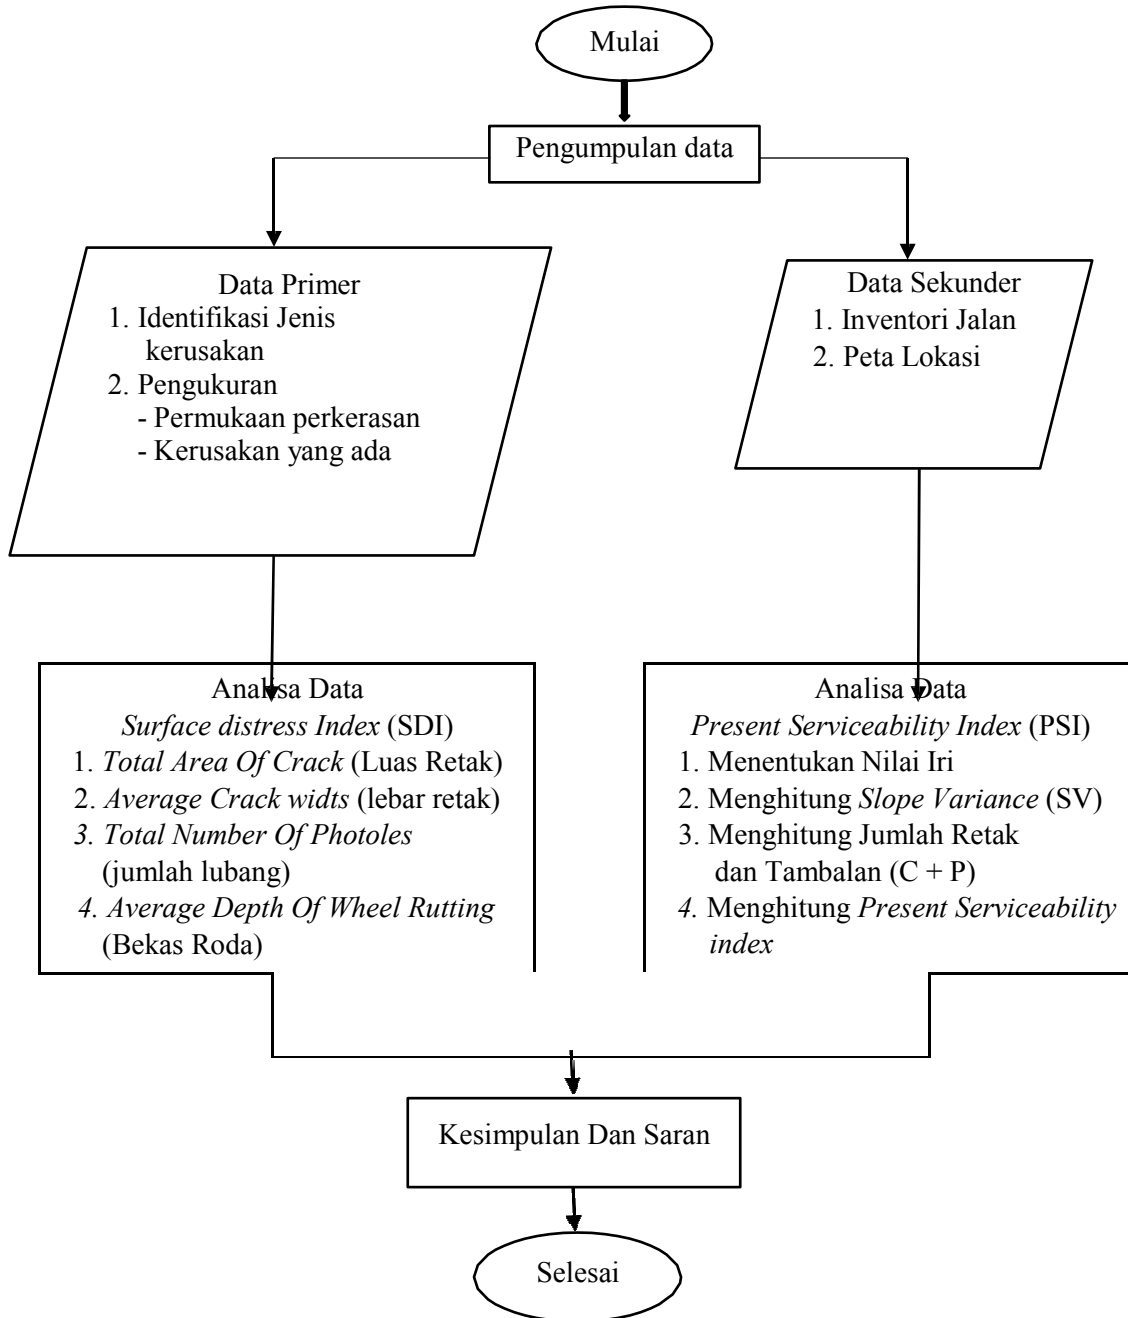 Mulai
Pengumpulan data
Data Primer
1. Identifikasi Jenis
kerusakan
2. Pengukuran
- Permukaan perkerasan
- Kerusakan yang ada
Data Sekunder
1. Inventori Jalan
2. Peta Lokasi
Analisa Data
Surface distress Index (SDI)
1. Total Area Of Crack (Luas Retak)
2. Average Crack widts (lebar retak)
3. Total Number Of Photoles
(jumlah lubang)
4. Average Depth Of Wheel Rutting
(Bekas Roda)
Analisa Data
Present Serviceability Index (PSI)
1. Menentukan Nilai Iri
2. Menghitung Slope Variance (SV)
3. Menghitung Jumlah Retak
dan Tambalan (C + P)
4. Menghitung Present Serviceability
index
Kesimpulan Dan Saran
Selesai